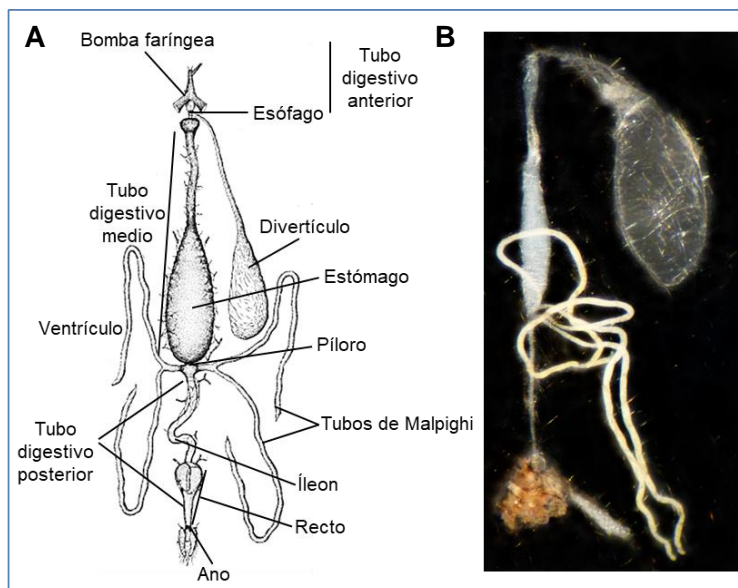 A
Bomba faríngea
Tubo
digestivo
anterior
Esófago
Tubo
digestivo
medio
Divertículo
Estómago
Ventrículo
Píloro
Tubo
digestivo
posterior
Tubos de Malpighi
Íleon
Recto
Ano
B